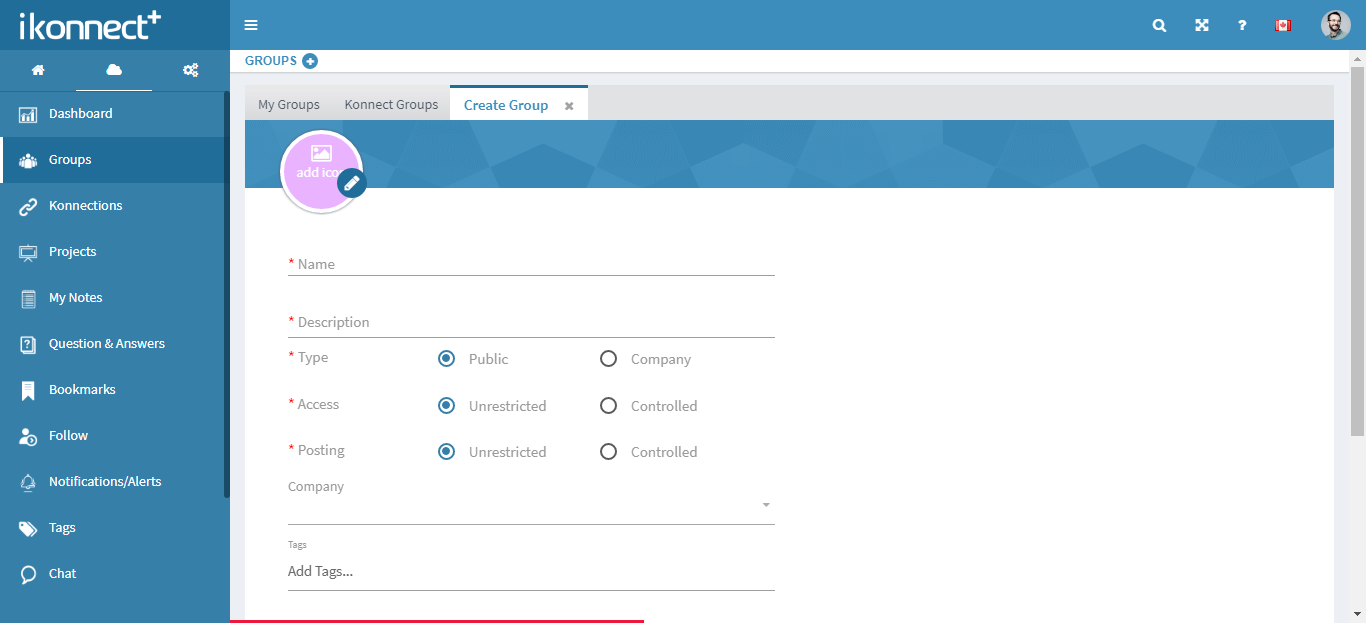 ikonnect+
GROUPS
Dashboard
Groups
Konnections
Projects
My Notes
Question & Answers
Bookmarks
Follow
Notifications/Alerts
Tags
Chat
My Groups Konnect Groups Create Group
add icon
* Name
* Description
* Type Public Company
* Access Unrestricted Controlled
* Posting Unrestricted Controlled
Company
Tags
Add Tags...